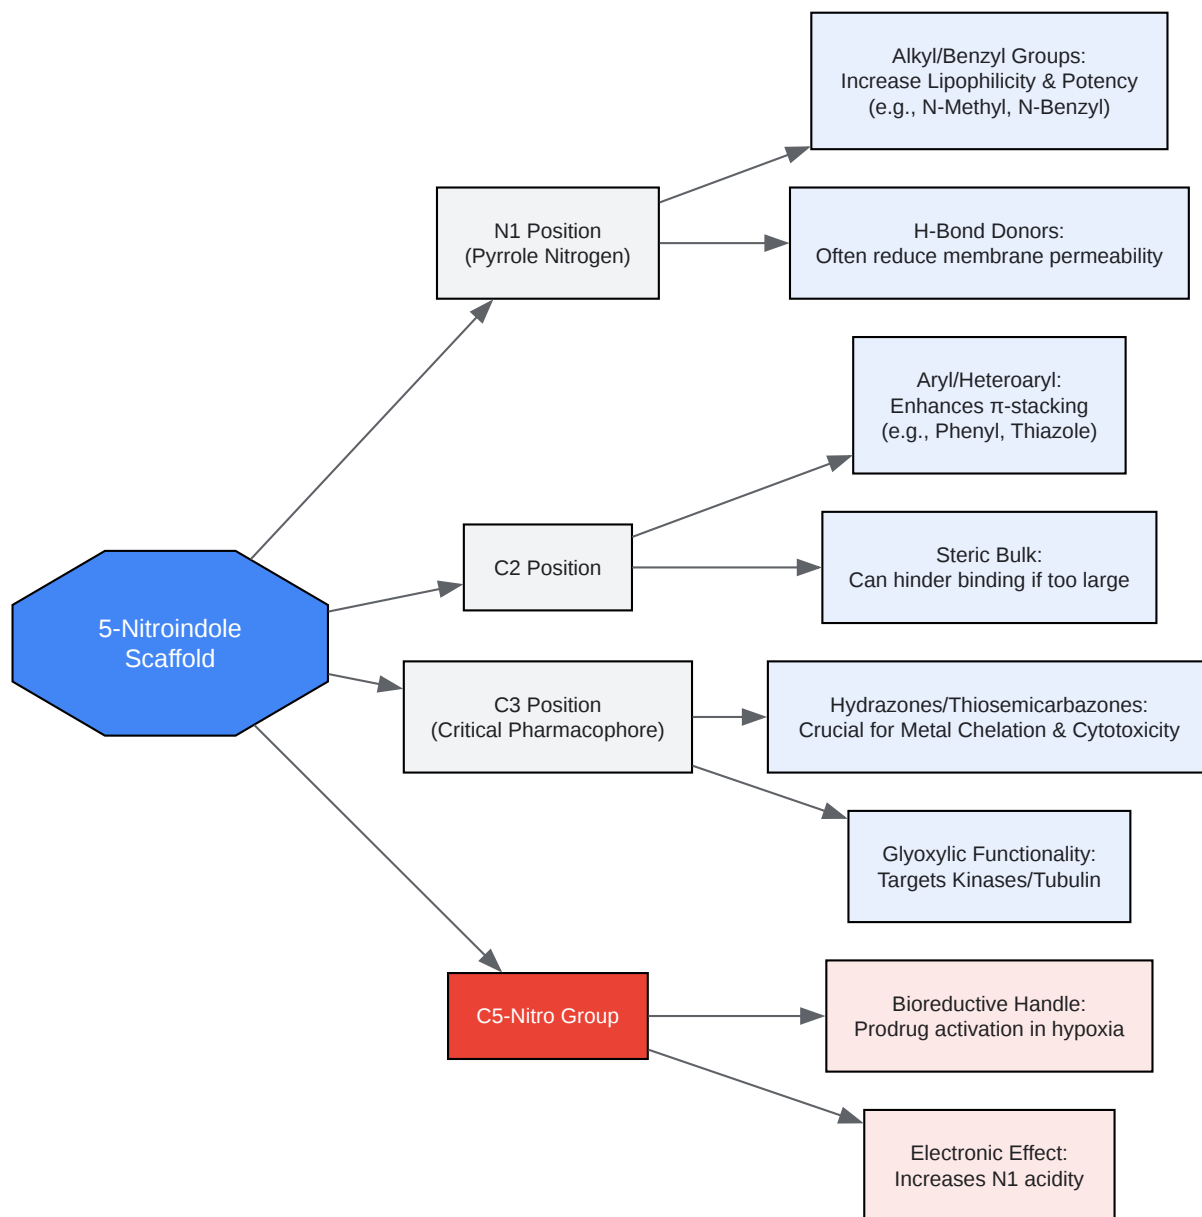 Alkyl/Benzyl Groups:
Increase Lipophilicity & Potency
(e.g., N-Methyl, N-Benzyl)
N1 Position
(Pyrrole Nitrogen)
H-Bond Donors:
Often reduce membrane permeability
Aryl/Heteroaryl:
Enhances π-stacking
(e.g., Phenyl, Thiazole)
C2 Position
Steric Bulk:
Can hinder binding if too large
5-Nitroindole
Scaffold
C3 Position
(Critical Pharmacophore)
Hydrazones/Thiosemicarbazones:
Crucial for Metal Chelation & Cytotoxicity
Glyoxylic Functionality:
Targets Kinases/Tubulin
C5-Nitro Group
Bioreductive Handle:
Prodrug activation in hypoxia
Electronic Effect:
Increases N1 acidity